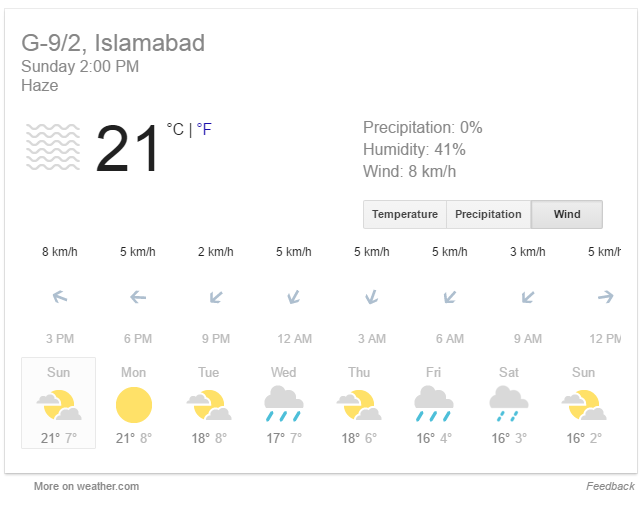 G-9/2, Islamabad
Sunday 2:00 PM
Haze
21 °C | °F
Precipitation: 0%
Humidity: 41%
Wind: 8 km/h
Temperature Precipitation Wind
8 km/h 5 km/h 2 km/h 5 km/h 5 km/h 5 km/h 3 km/h 5 km/h
3 PM 6 PM 9 PM 12 AM 3 AM 6 AM 9 AM 12 PM
Sun Mon Tue Wed Thu Fri Sat Sun
21° 7° 21° 8° 18° 8° 17° 7° 18° 6° 16° 4° 16° 3° 16° 2°
More on weather.com Feedback